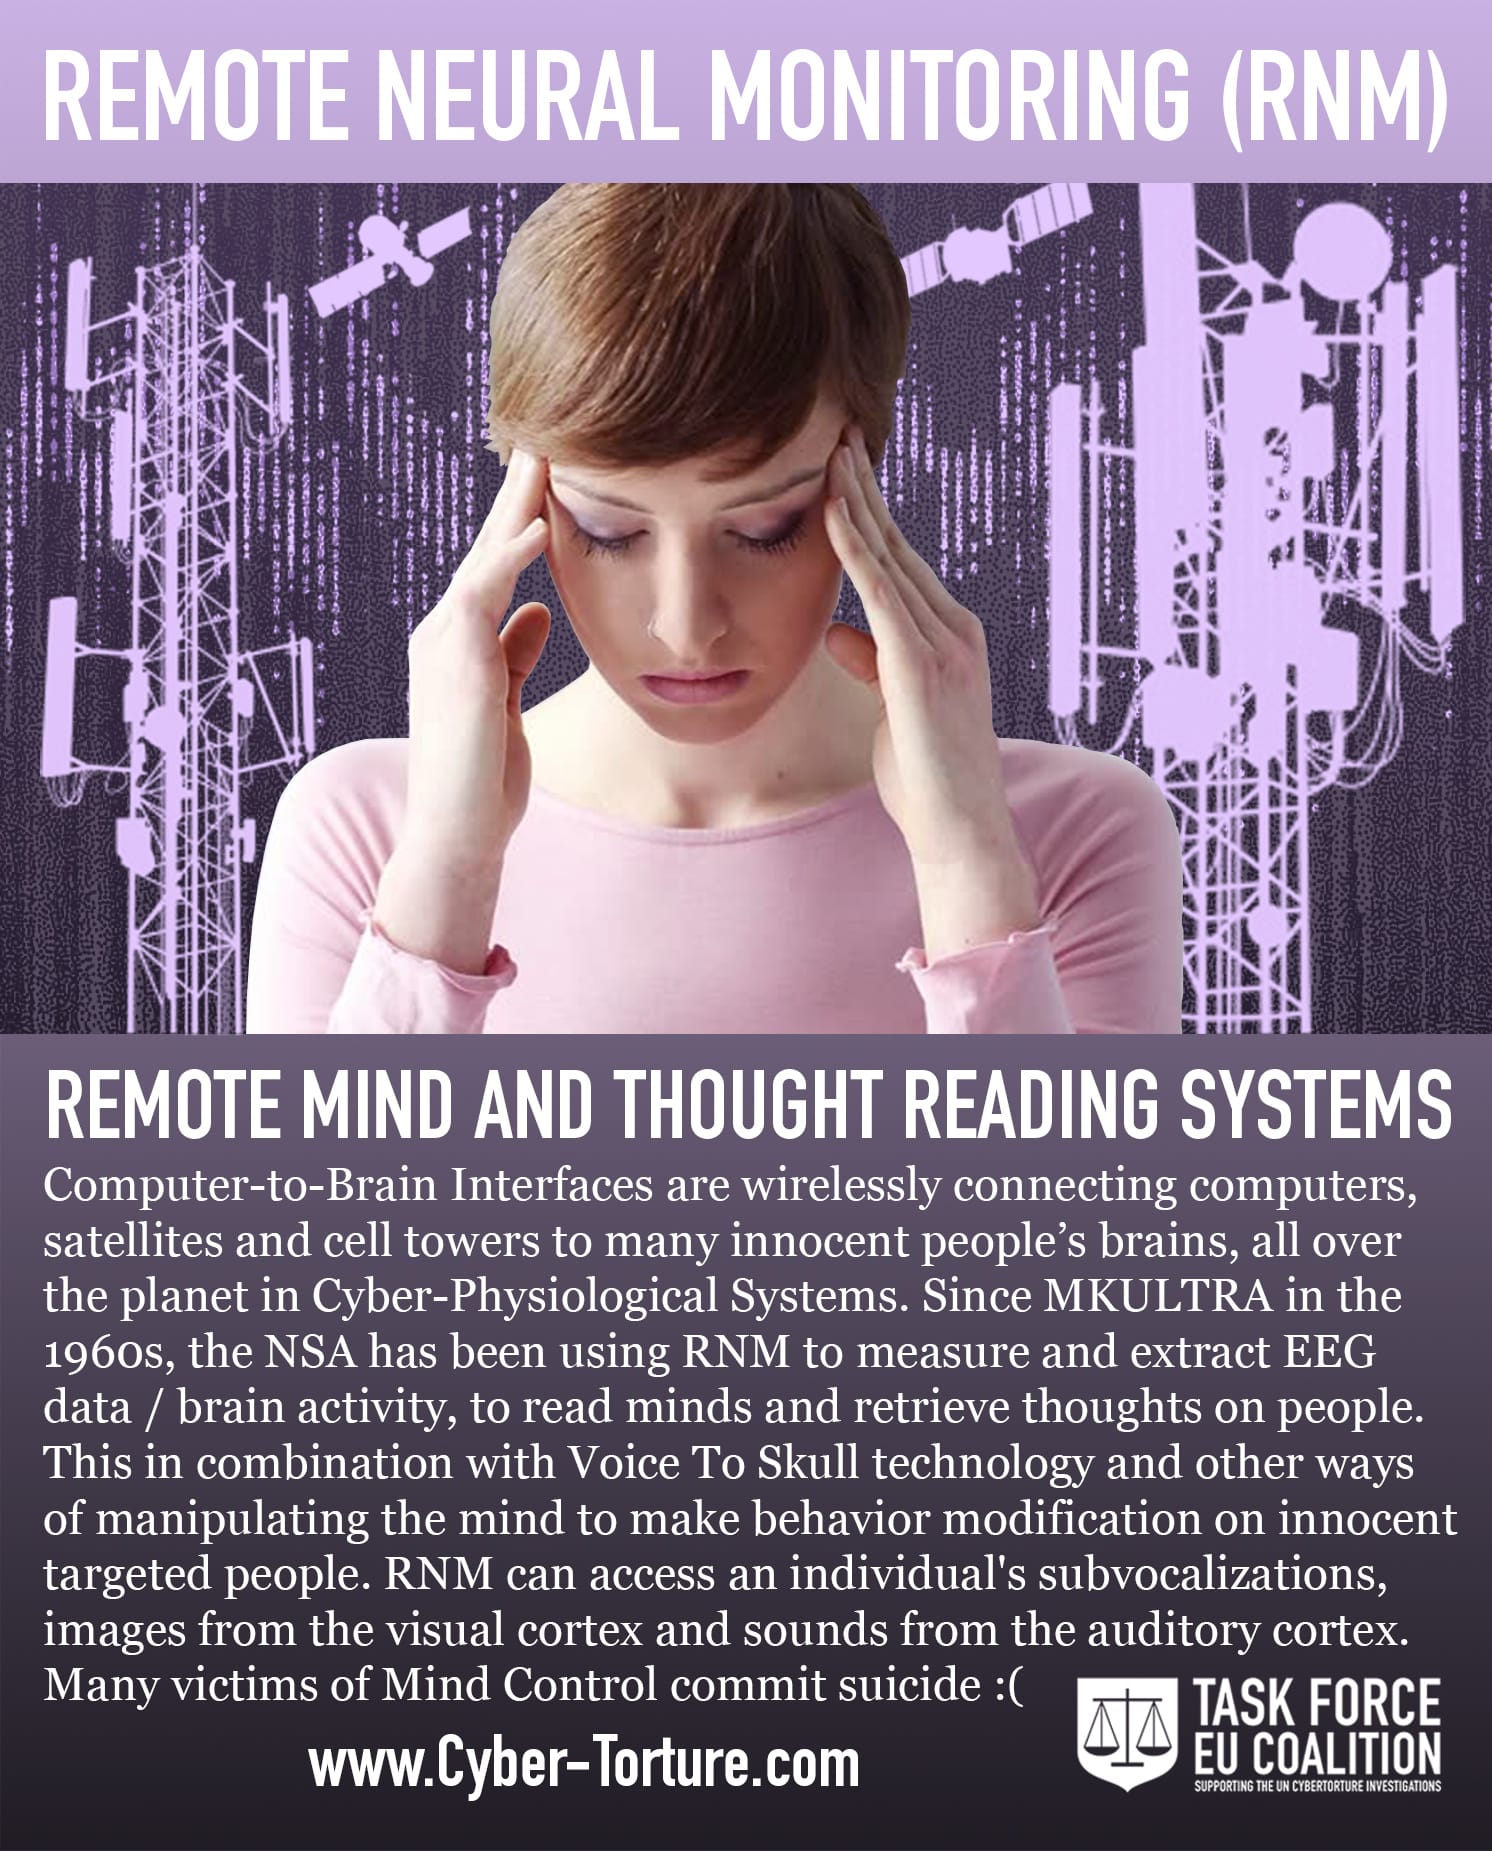 REMOTE NEURAL MONITORING (RNM)
REMOTE MIND AND THOUGHT READING SYSTEMS
Computer-to-Brain Interfaces are wirelessly connecting computers,
satellites and cell towers to many innocent people’s brains, all over
the planet in Cyber-Physiological Systems. Since MKULTRA in the
1960s, the NSA has been using RNM to measure and extract EEG
data / brain activity, to read minds and retrieve thoughts on people.
This in combination with Voice To Skull technology and other ways
of manipulating the mind to make behavior modification on innocent
targeted people. RNM can access an individual's subvocalizations,
images from the visual cortex and sounds from the auditory cortex.
Many victims of Mind Control commit suicide :(
www.Cyber-Torture.com
TASK FORCE
EU COALITION
SUPPORTING THE UN CYBERTORTURE INVESTIGATIONS